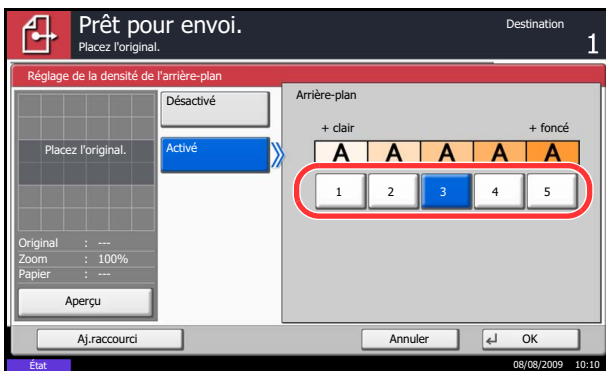 Prêt pour envoi.
Placez l'original.
Destination
1
Réglage de la densité de l'arrière-plan
Placez l'original.
Original : ---
Zoom : 100%
Papier : ---
Aperçu
Désactivé
Activé
Arrière-plan
+ clair + foncé
A A A A A
1 2 3 4 5
Aj.raccourci
Annuler
OK
État
08/08/2009 10:10